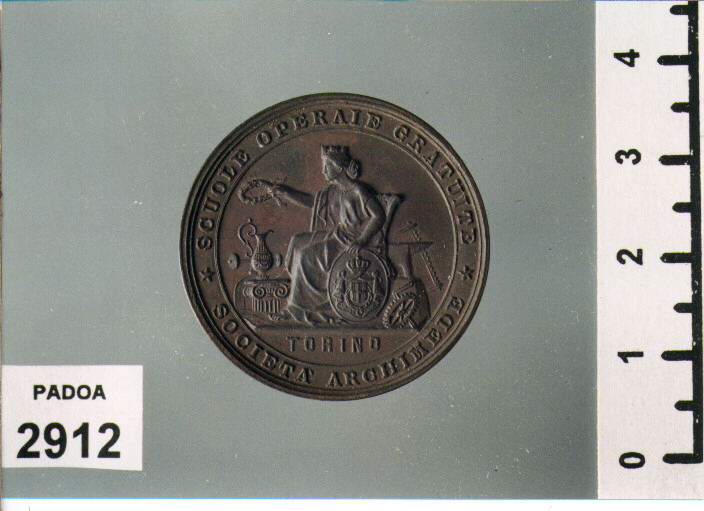 ★ SCUOLE OPERAIE GRATUITE ★
SOCIETÀ ARCHIMEDE
TORINO
PADOA
2912
4
3
2
1
0